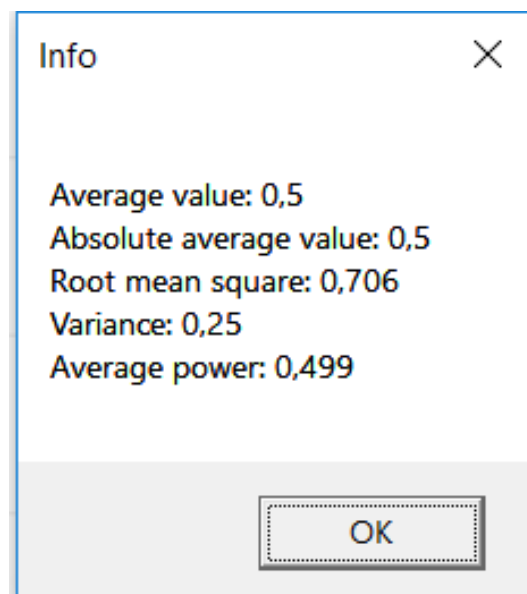 Info
Average value: 0,5
Absolute average value: 0,5
Root mean square: 0,706
Variance: 0,25
Average power: 0,499
OK